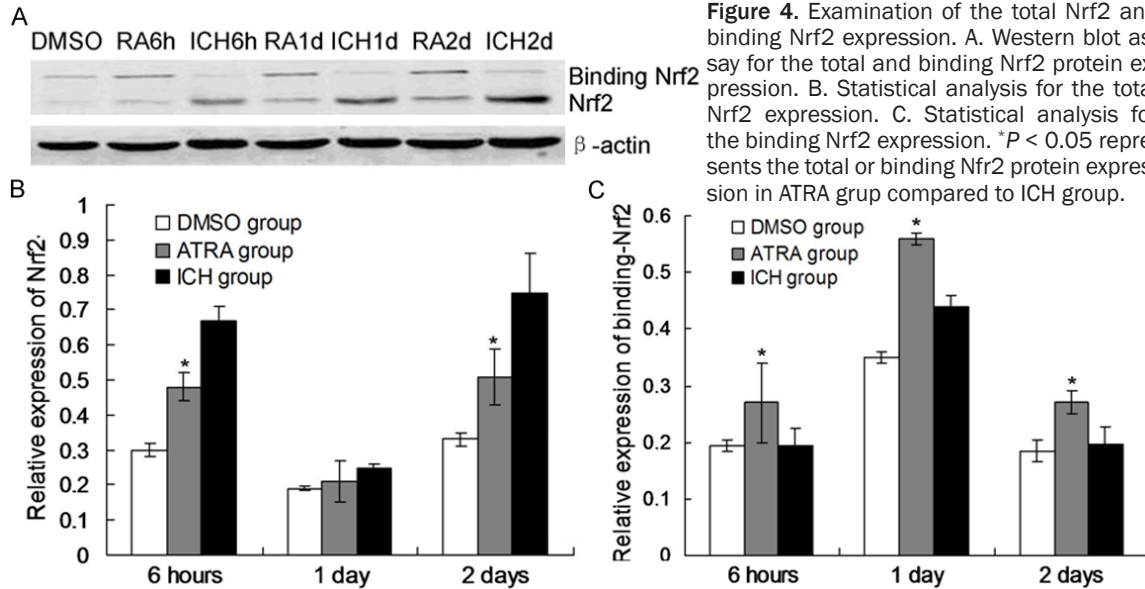 A
DMSO RA6h ICH6h RA1d ICH1d RA2d ICH2d
Binding Nrf2
Nrf2
β-actin
Figure 4. Examination of the total Nrf2 an
binding Nrf2 expression. A. Western blot as
say for the total and binding Nrf2 protein ex
pression. B. Statistical analysis for the tota
Nrf2 expression. C. Statistical analysis fo
the binding Nrf2 expression. *P < 0.05 repre
sents the total or binding Nfr2 protein expres
sion in ATRA grup compared to ICH group.
B
Relative expression of Nrf2.
1
0.9
0.8
0.7
0.6
0.5
0.4
0.3
0.2
0.1
0
DMSO group
ATRA group
ICH group
*
*
6 hours 1 day 2 days
C
Relative expression of binding-Nrf2
0.6
0.5
0.4
0.3
0.2
0.1
0
DMSO group
ATRA group
ICH group
*
*
*
6 hours 1 day 2 days